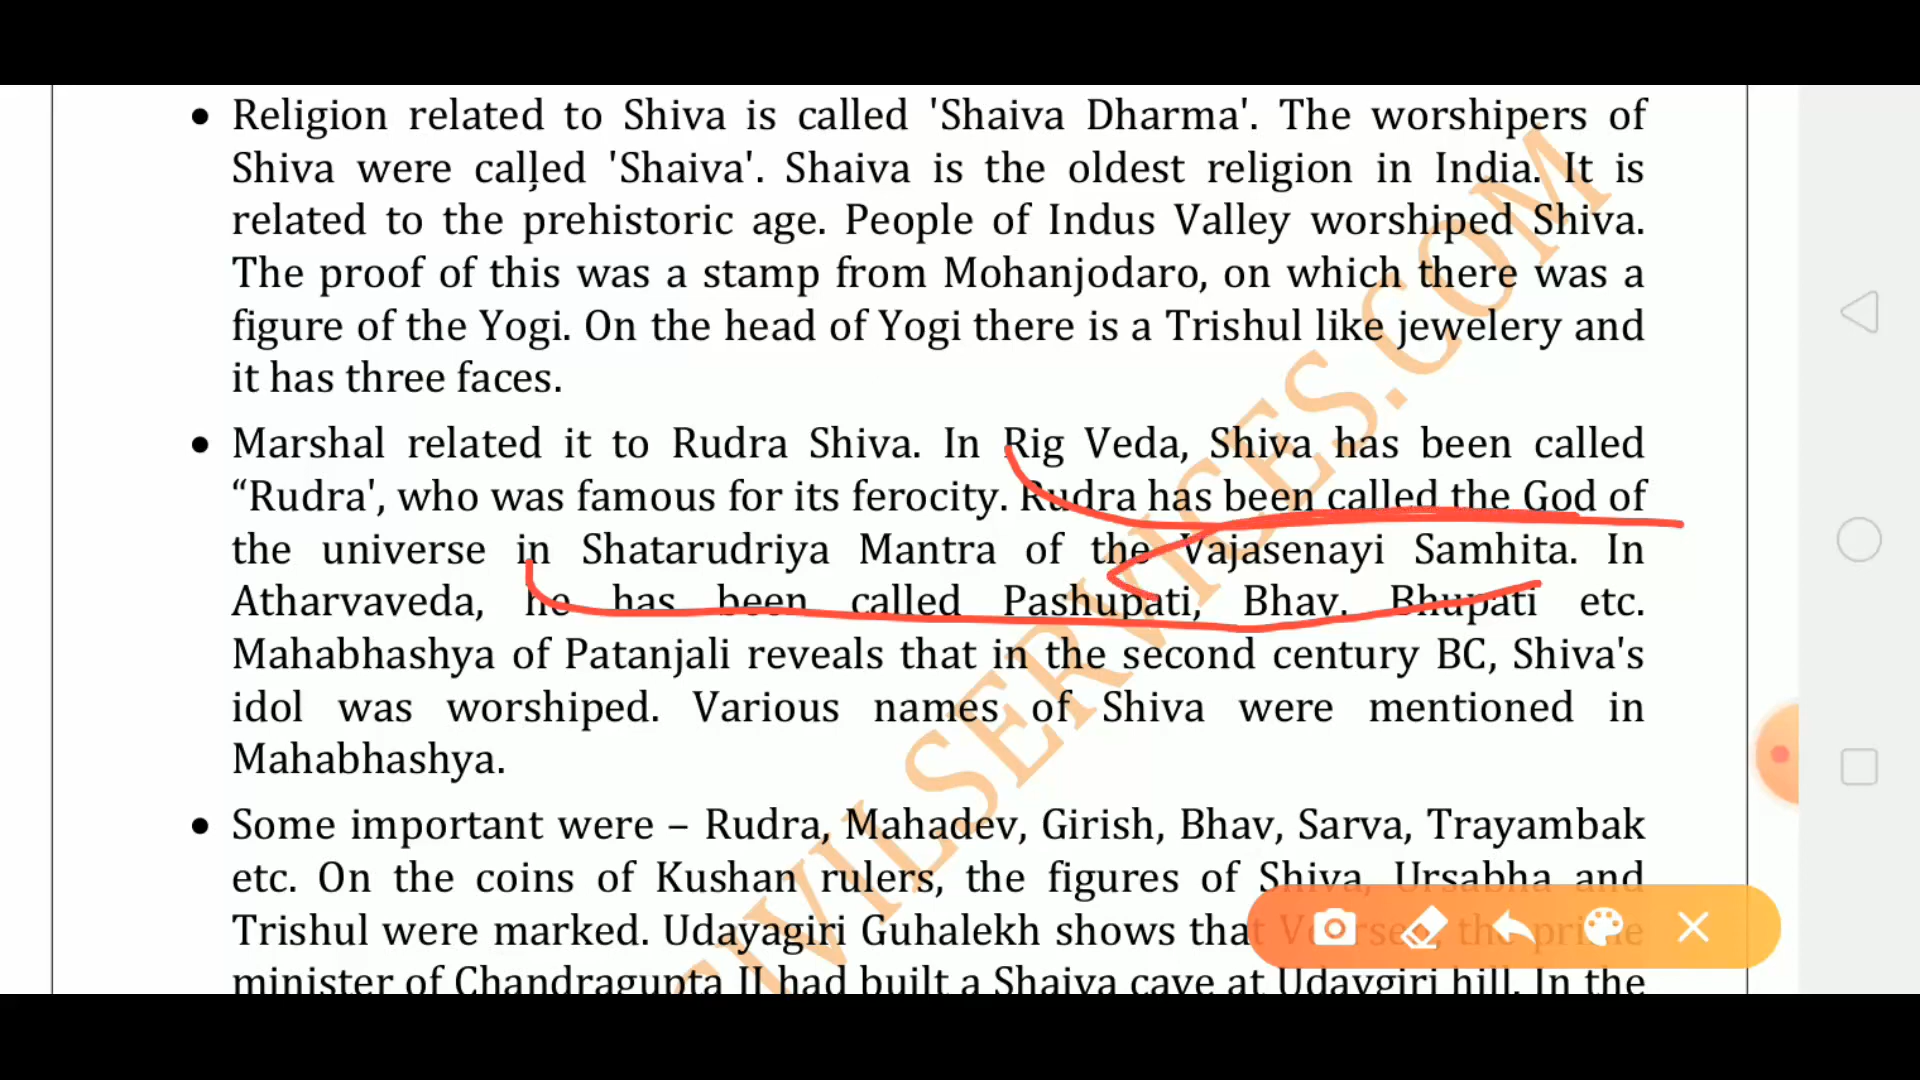 • Religion related to Shiva is called 'Shaiva Dharma'. The worshipers of
Shiva were called 'Shaiva'. Shaiva is the oldest religion in India. It is
related to the prehistoric age. People of Indus Valley worshiped Shiva.
The proof of this was a stamp from Mohanjodaro, on which there was a
figure of the Yogi. On the head of Yogi there is a Trishul like jewelery and
it has three faces.
• Marshal related it to Rudra Shiva. In Rig Veda, Shiva has been called
“Rudra', who was famous for its ferocity. Rudra has been called the God of
the universe in Shatarudriya Mantra of the Vajasenayi Samhita. In
Atharvaveda, he has been called Pashupati, Bhav. Bhupati etc.
Mahabhashya of Patanjali reveals that in the second century BC, Shiva's
idol was worshiped. Various names of Shiva were mentioned in
Mahabhashya.
• Some important were – Rudra, Mahadev, Girish, Bhav, Sarva, Trayambak
etc. On the coins of Kushan rulers, the figures of Shiva, Ursabha and
Trishul were marked. Udayagiri Guhalekh shows that the prime
minister of Chandragupta II had built a Shaiva cave at Udaygiri hill. In the
CIVILSERVICES.COM